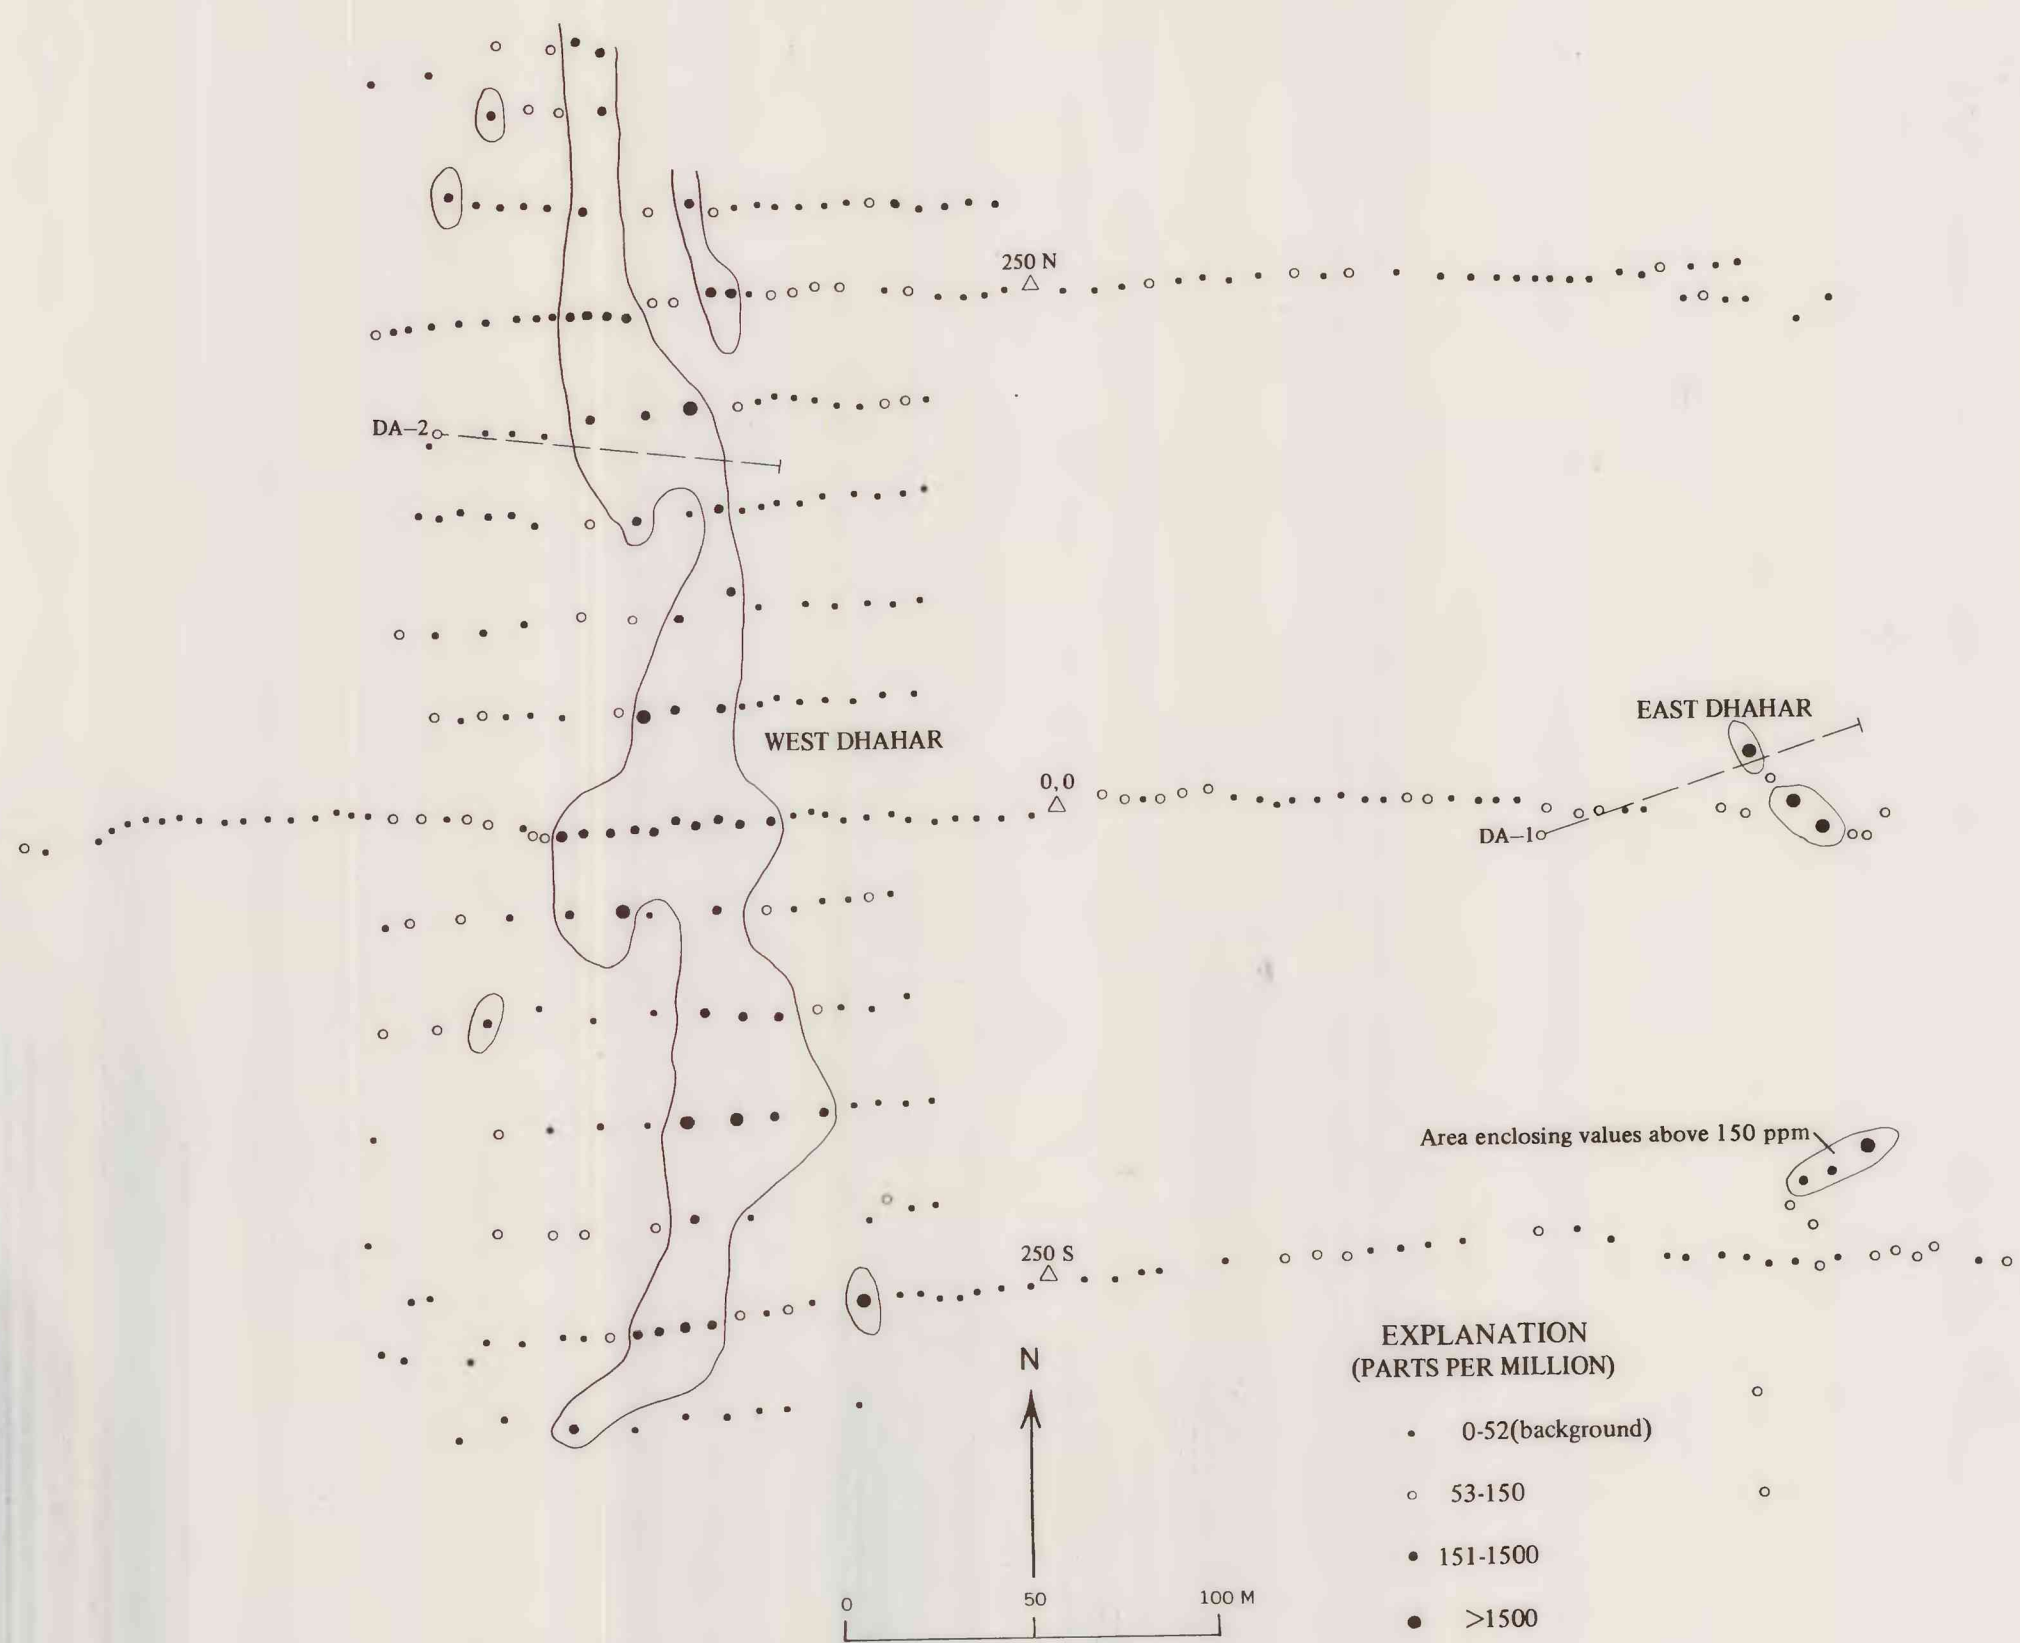 250 N
DA–2
EAST DHAHAR
WEST DHAHAR
0,0
DA–1
Area enclosing values above 150 ppm
250 S
EXPLANATION
(PARTS PER MILLION)
N
0-52(background)
53-150
151-1500
>1500
0 50 100 M